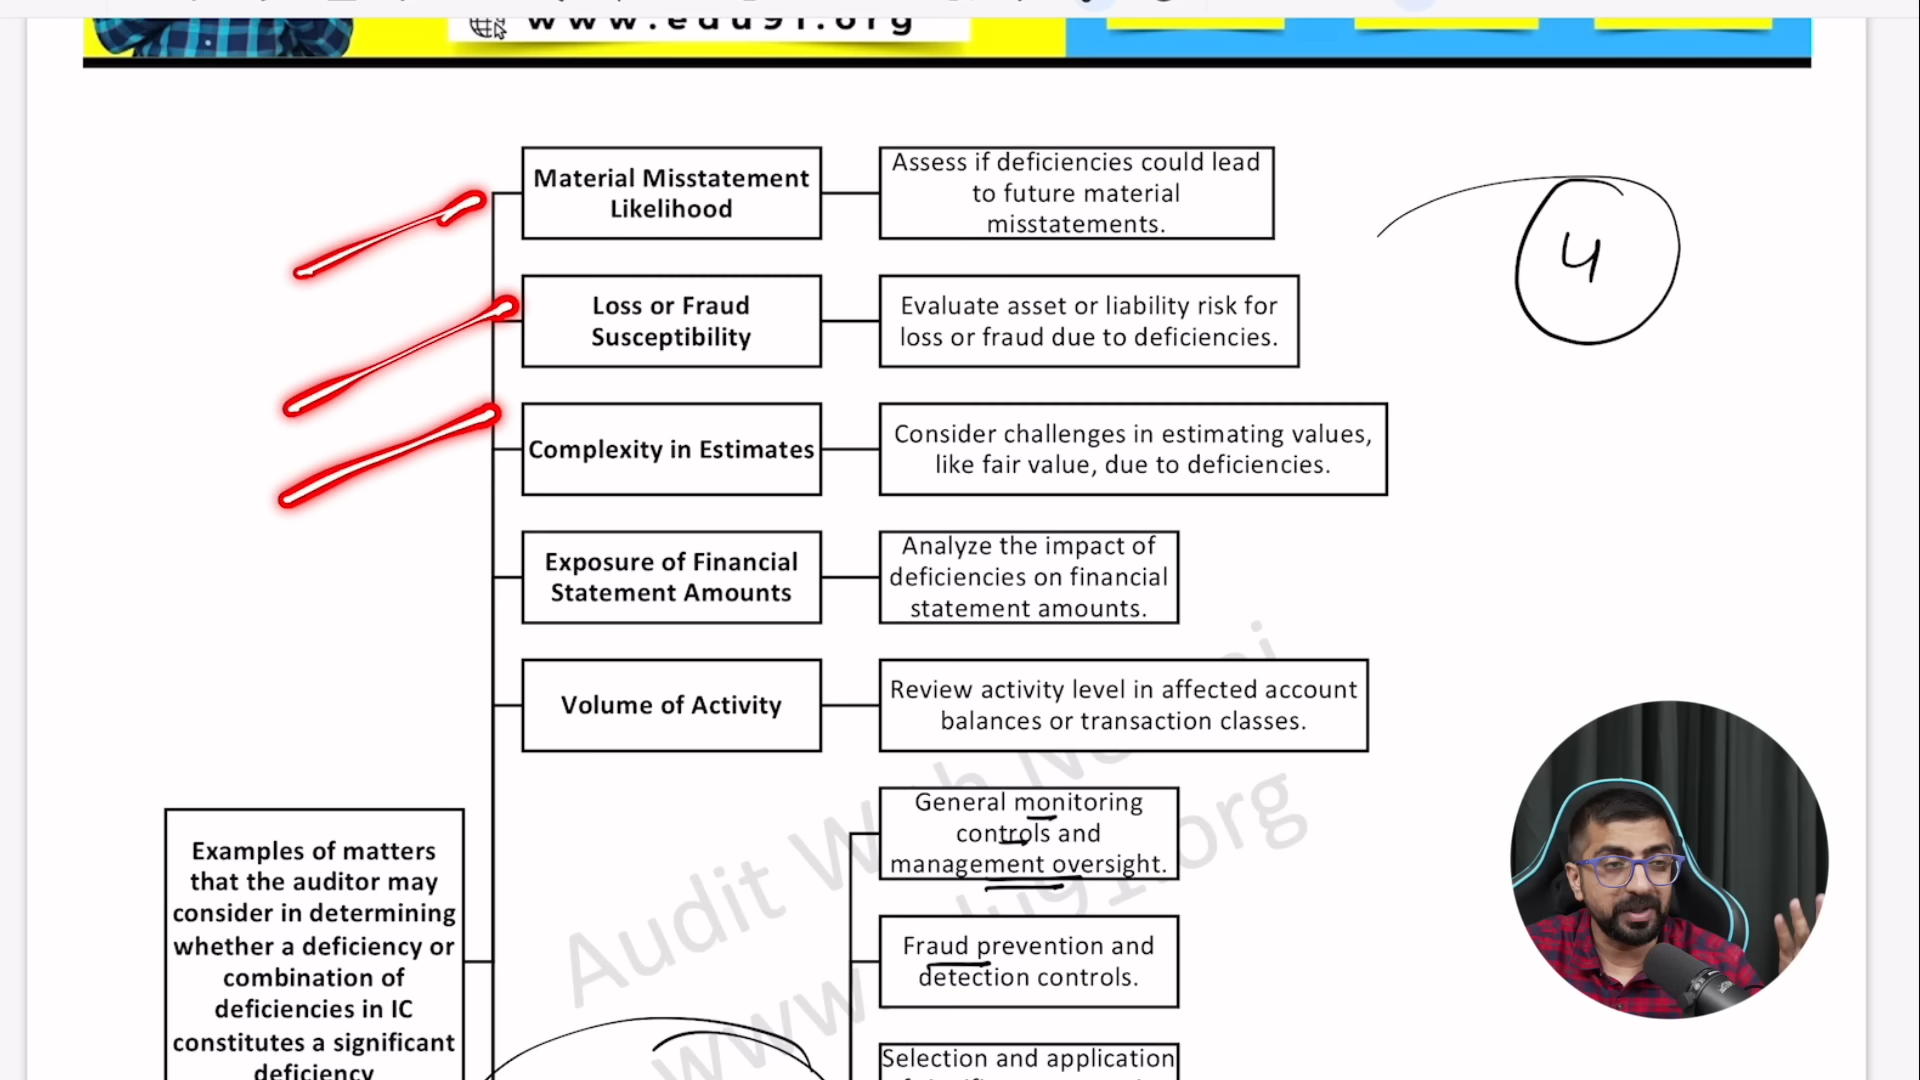 www.edu91.org
Material Misstatement
Likelihood
Assess if deficiencies could lead
to future material
misstatements.
4
Loss or Fraud
Susceptibility
Evaluate asset or liability risk for
loss or fraud due to deficiencies.
Complexity in Estimates
Consider challenges in estimating values,
like fair value, due to deficiencies.
Exposure of Financial
Statement Amounts
Analyze the impact of
deficiencies on financial
statement amounts.
Volume of Activity
Review activity level in affected account
balances or transaction classes.
General monitoring
controls and
management oversight.
Examples of matters
that the auditor may
consider in determining
whether a deficiency or
combination of
deficiencies in IC
constitutes a significant
deficiency
Fraud prevention and
detection controls.
Selection and application
Audit
www